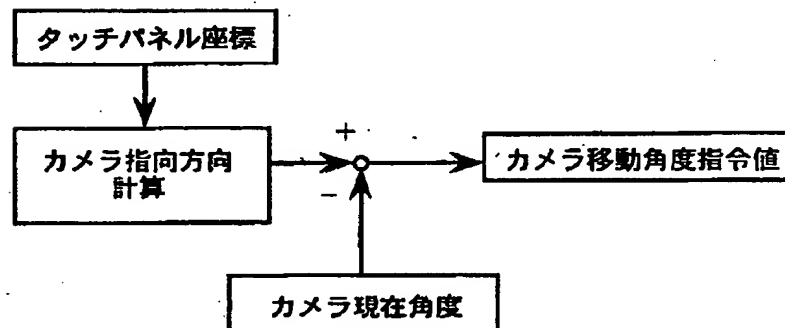 タッチパネル座標
カメラ指向方向
計算
+
−
カメラ移動角度指令値
カメラ現在角度